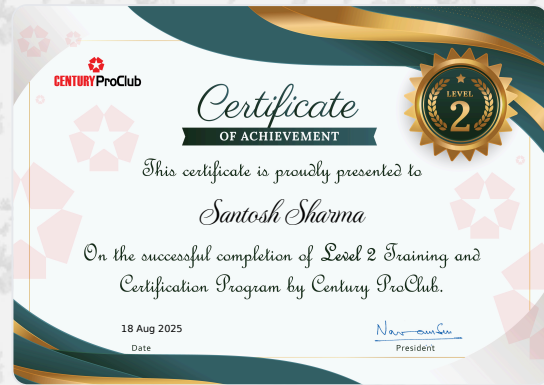 CENTURY ProClub
LEVEL
2
Certificate
OF ACHIEVEMENT
This certificate is proudly presented to
Santosh Sharma
On the successful completion of Level 2 Training and
Certification Program by Century ProClub.
18 Aug 2025
Date
President